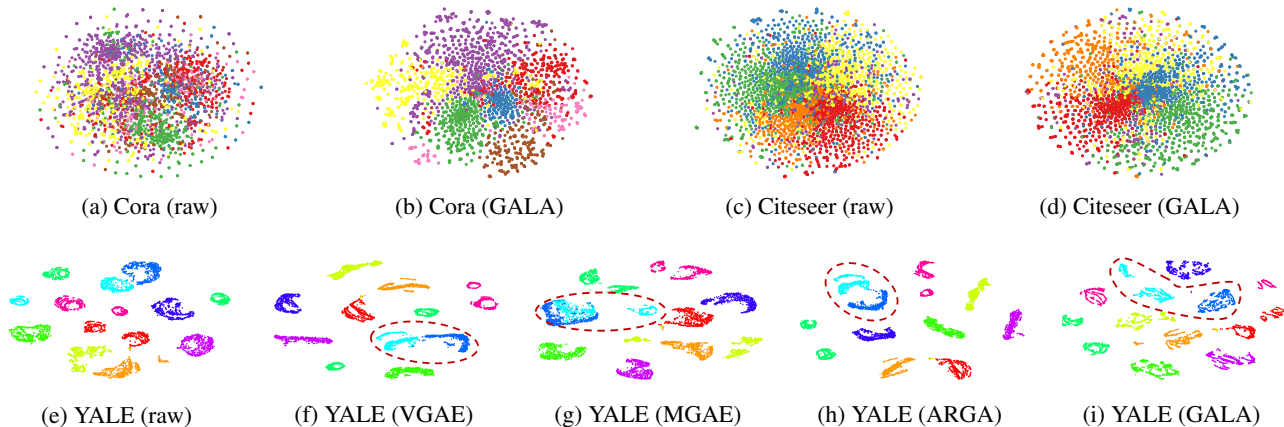 (a) Cora (raw)
(b) Cora (GALA)
(c) Citeseer (raw)
(d) Citeseer (GALA)
(e) YALE (raw)
(f) YALE (VGAE)
(g) YALE (MGAE)
(h) YALE (ARGA)
(i) YALE (GALA)